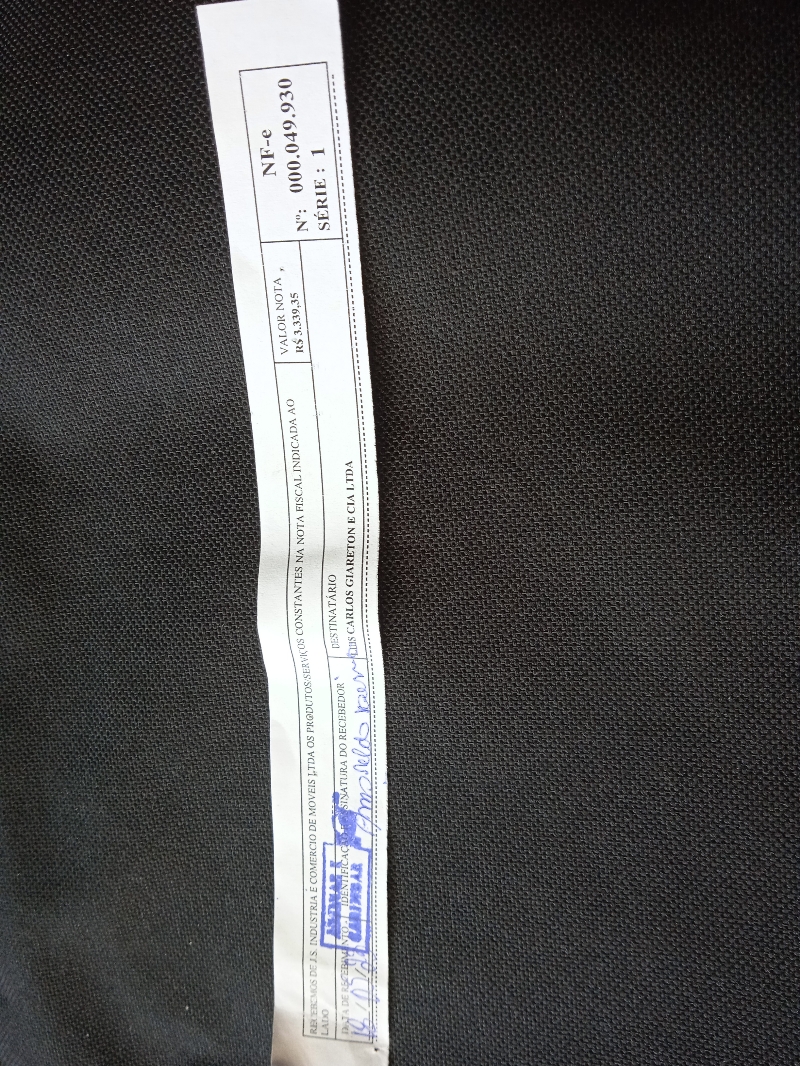 RECEBEMOS DE J.S. INDUSTRIA E COMERCIO DE MOVEIS LTDA OS PRODUTOS/SERVIÇOS CONSTANTES NA NOTA FISCAL INDICADA AO
LADO
VALOR NOTA
R$ 3.339,35
NF-e
Nº: 000.049.930
SÉRIE : 1
DATA DE RECEBIMENTO
IDENTIFICAÇÃO
ASSINATURA DO RECEBEDOR
DESTINATÁRIO
LUIS CARLOS GIARETON E CIA LTDA